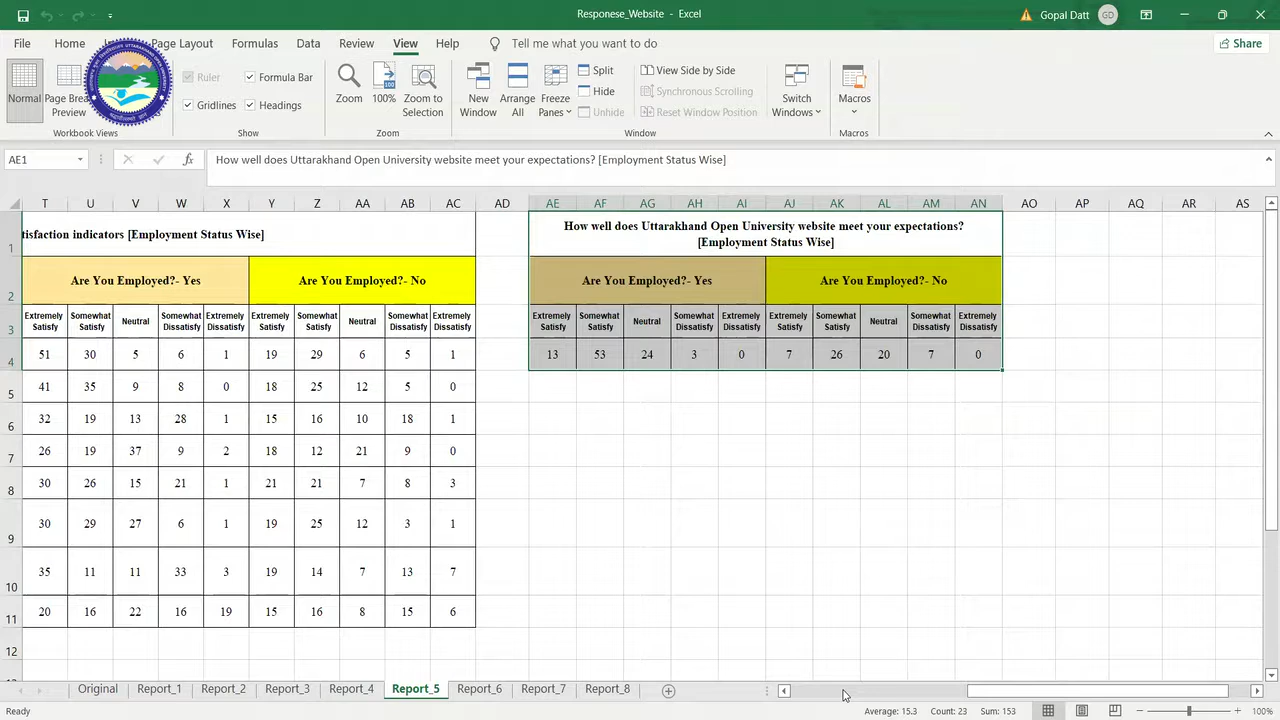 Responese_Website - Excel
Gopal Datt
GD
File Home Page Layout Formulas Data Review View Help Tell me what you want to do
Share
Normal Page Break Preview
Workbook Views
Ruler Formula Bar
Gridlines Headings
Show
Zoom 100% Zoom to Selection
100
Zoom
New Window Arrange All Freeze Panes
Split
Hide
Unhide
View Side by Side
Synchronous Scrolling
Reset Window Position
Window
Switch Windows
Macros
Macros
AE1 fx How well does Uttarakhand Open University website meet your expectations? [Employment Status Wise]
T U V W X Y Z AA AB AC AD AE AF AG AH AI AJ AK AL AM AN AO AP AQ AR AS
1 tisfaction indicators [Employment Status Wise]
How well does Uttarakhand Open University website meet your expectations?
[Employment Status Wise]
2 Are You Employed?- Yes Are You Employed?- No Are You Employed?- Yes Are You Employed?- No
3 Extremely Satisfy Somewhat Satisfy Neutral Somewhat Dissatisfy Extremely Dissatisfy Extremely Satisfy Somewhat Satisfy Neutral Somewhat Dissatisfy Extremely Dissatisfy Extremely Satisfy Somewhat Satisfy Neutral Somewhat Dissatisfy Extremely Dissatisfy Extremely Satisfy Somewhat Satisfy Neutral Somewhat Dissatisfy Extremely Dissatisfy
4 51 30 5 6 1 19 29 6 5 1 13 53 24 3 0 7 26 20 7 0
5 41 35 9 8 0 18 25 12 5 0
6 32 19 13 28 1 15 16 10 18 1
7 26 19 37 9 2 18 12 21 9 0
8 30 26 15 21 1 21 21 7 8 3
9 30 29 27 6 1 19 25 12 3 1
10 35 11 11 33 3 19 14 7 13 7
11 20 16 22 16 19 15 16 8 15 6
12
Original Report_1 Report_2 Report_3 Report_4 Report_5 Report_6 Report_7 Report_8
Ready
Average: 15.3 Count: 23 Sum: 153 100%